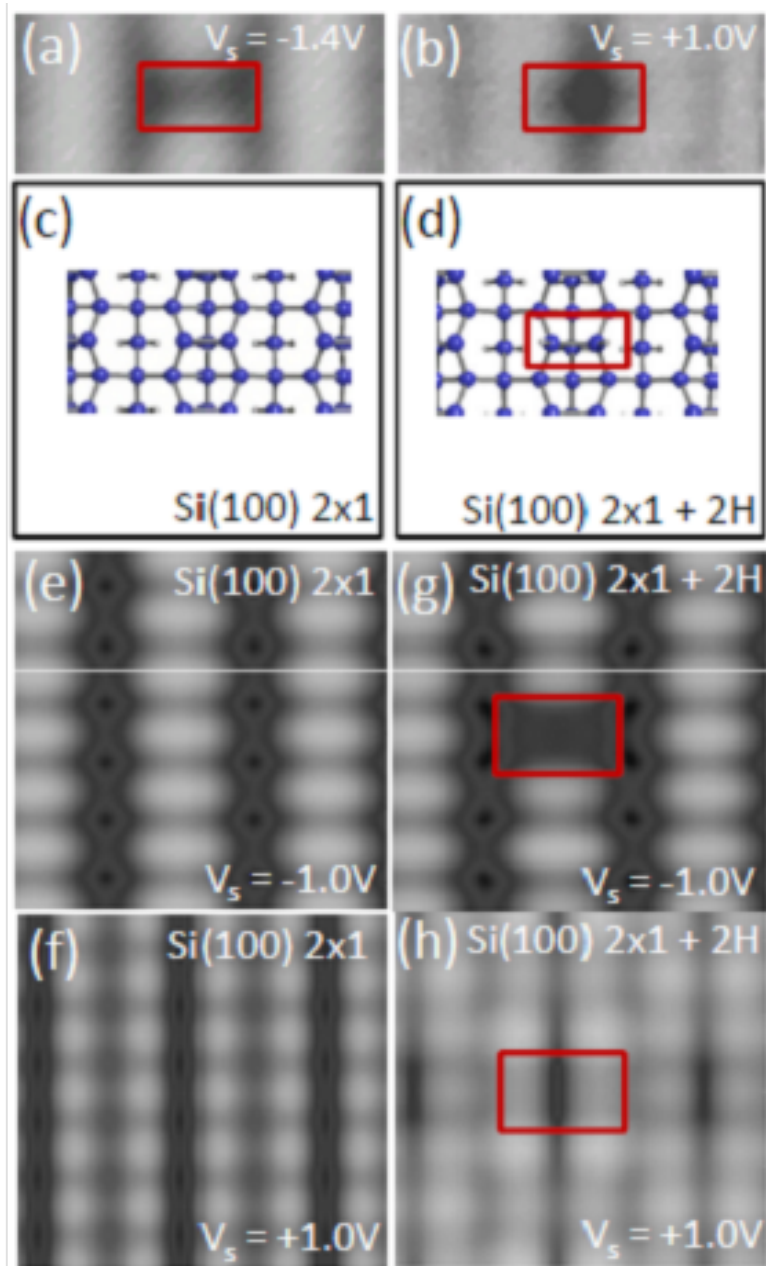 (a) Vs = -1.4V
(b) Vs = +1.0V
(c)
Si(100) 2x1
(d)
Si(100) 2x1 + 2H
(e) Si(100) 2x1
Vs = -1.0V
(g) Si(100) 2x1 + 2H
Vs = -1.0V
(f) Si(100) 2x1
Vs = +1.0V
(h) Si(100) 2x1 + 2H
Vs = +1.0V